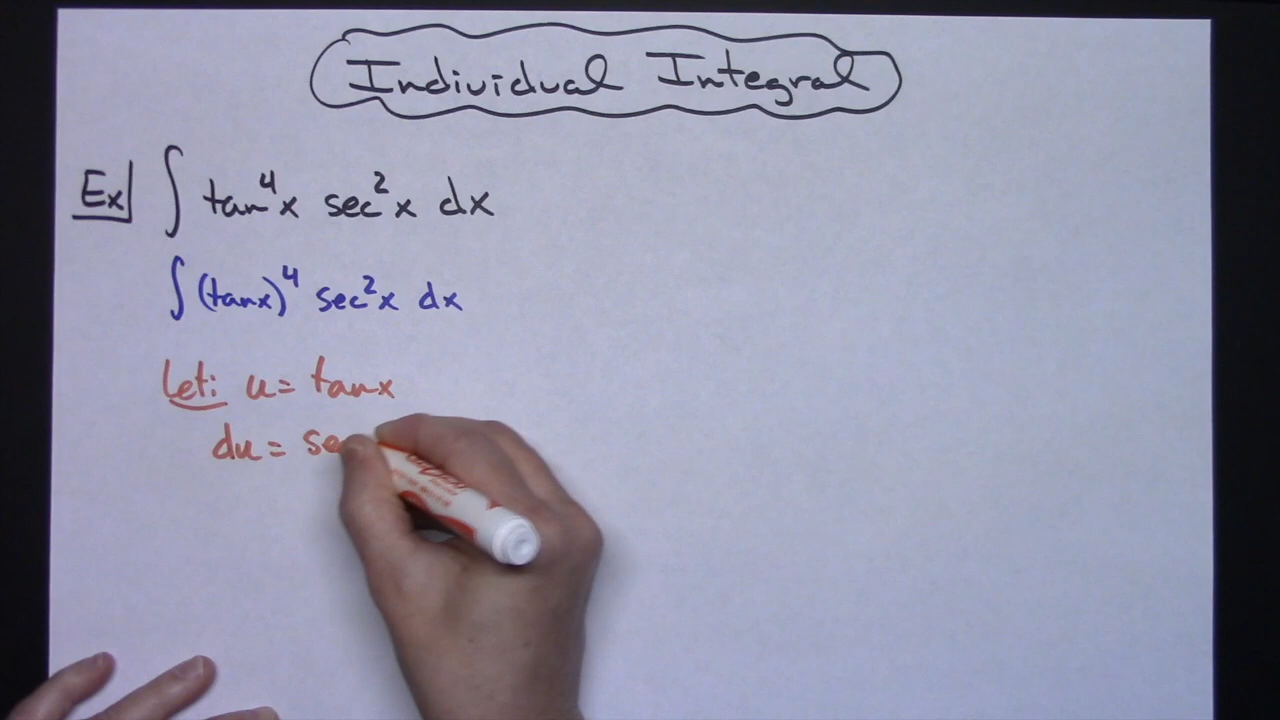 Individual Integral
Ex ∫ tan⁴x sec²x dx
∫(tanx)⁴ sec²x dx
Let: u = tanx
du = se